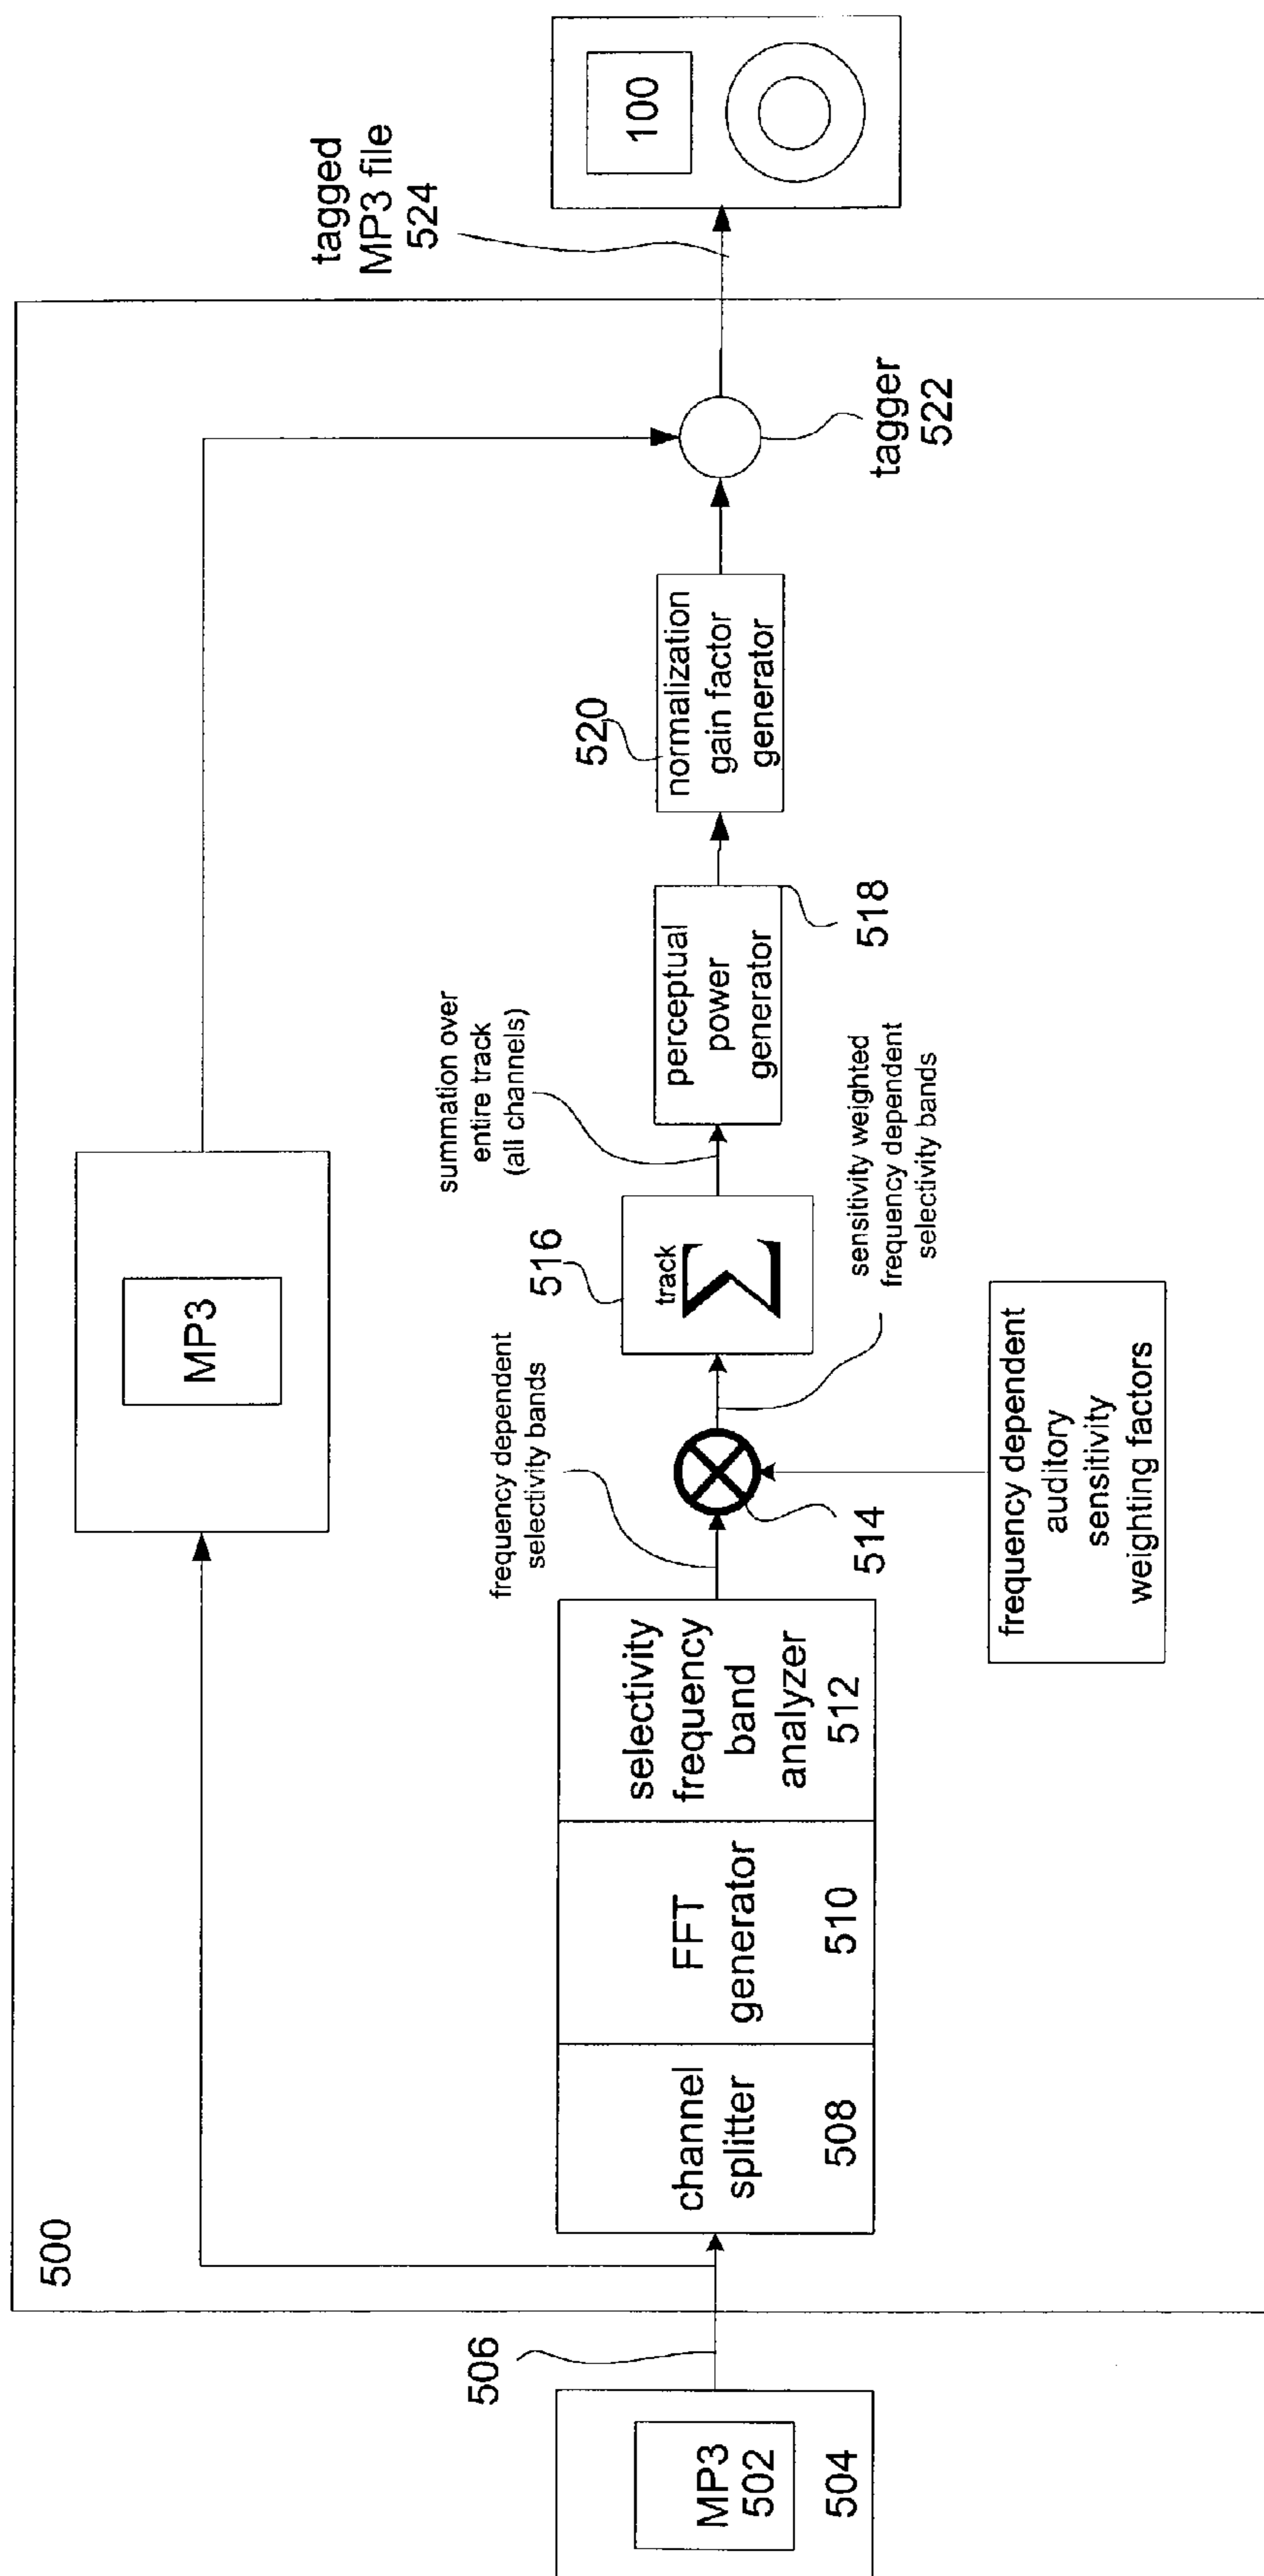 500
MP3
502
504
506
channel
splitter
508
FFT
generator
510
selectivity
frequency
band
analyzer
512
frequency dependent
selectivity bands
514
frequency dependent
auditory
sensitivity
weighting factors
sensitivity weighted
frequency dependent
selectivity bands
516
track
Σ
summation over
entire track
(all channels)
perceptual
power
generator
518
520
normalization
gain factor
generator
MP3
tagger
522
tagged
MP3 file
524
100